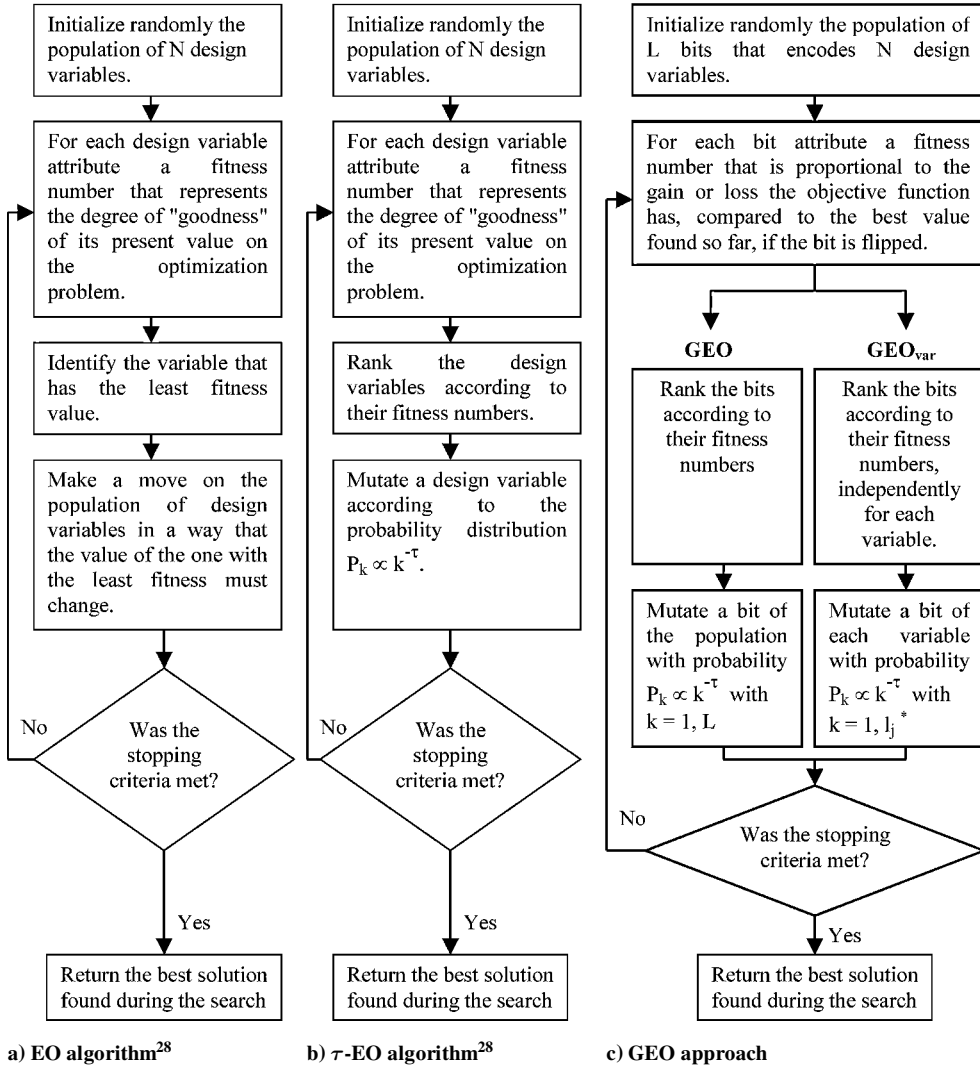 Initialize randomly the
population of N design
variables.
For each design variable
attribute a fitness
number that represents
the degree of "goodness"
of its present value on
the optimization
problem.
Identify the variable that
has the least fitness
value.
Make a move on the
population of design
variables in a way that
the value of the one with
the least fitness must
change.
No
Was the
stopping
criteria met?
Yes
Return the best solution
found during the search
a) EO algorithm²⁸
Initialize randomly the
population of N design
variables.
For each design variable
attribute a fitness
number that represents
the degree of "goodness"
of its present value on
the optimization
problem.
Rank the design
variables according to
their fitness numbers.
Mutate a design variable
according to the
probability distribution
Pₖ ∝ k^-τ.
No
Was the
stopping
criteria met?
Yes
Return the best solution
found during the search
b) τ-EO algorithm²⁸
Initialize randomly the population of
L bits that encodes N design
variables.
For each bit attribute a fitness
number that is proportional to the
gain or loss the objective function
has, compared to the best value
found so far, if the bit is flipped.
GEO
Rank the bits
according to
their fitness
numbers
Mutate a bit of
the population
with probability
Pₖ ∝ k^-τ with
k = 1, L
GEO_var
Rank the bits
according to
their fitness
numbers,
independently
for each
variable.
Mutate a bit of
each variable
with probability
Pₖ ∝ k^-τ with
k = 1, lⱼ*
No
Was the stopping
criteria met?
Yes
Return the best solution
found during the search
c) GEO approach